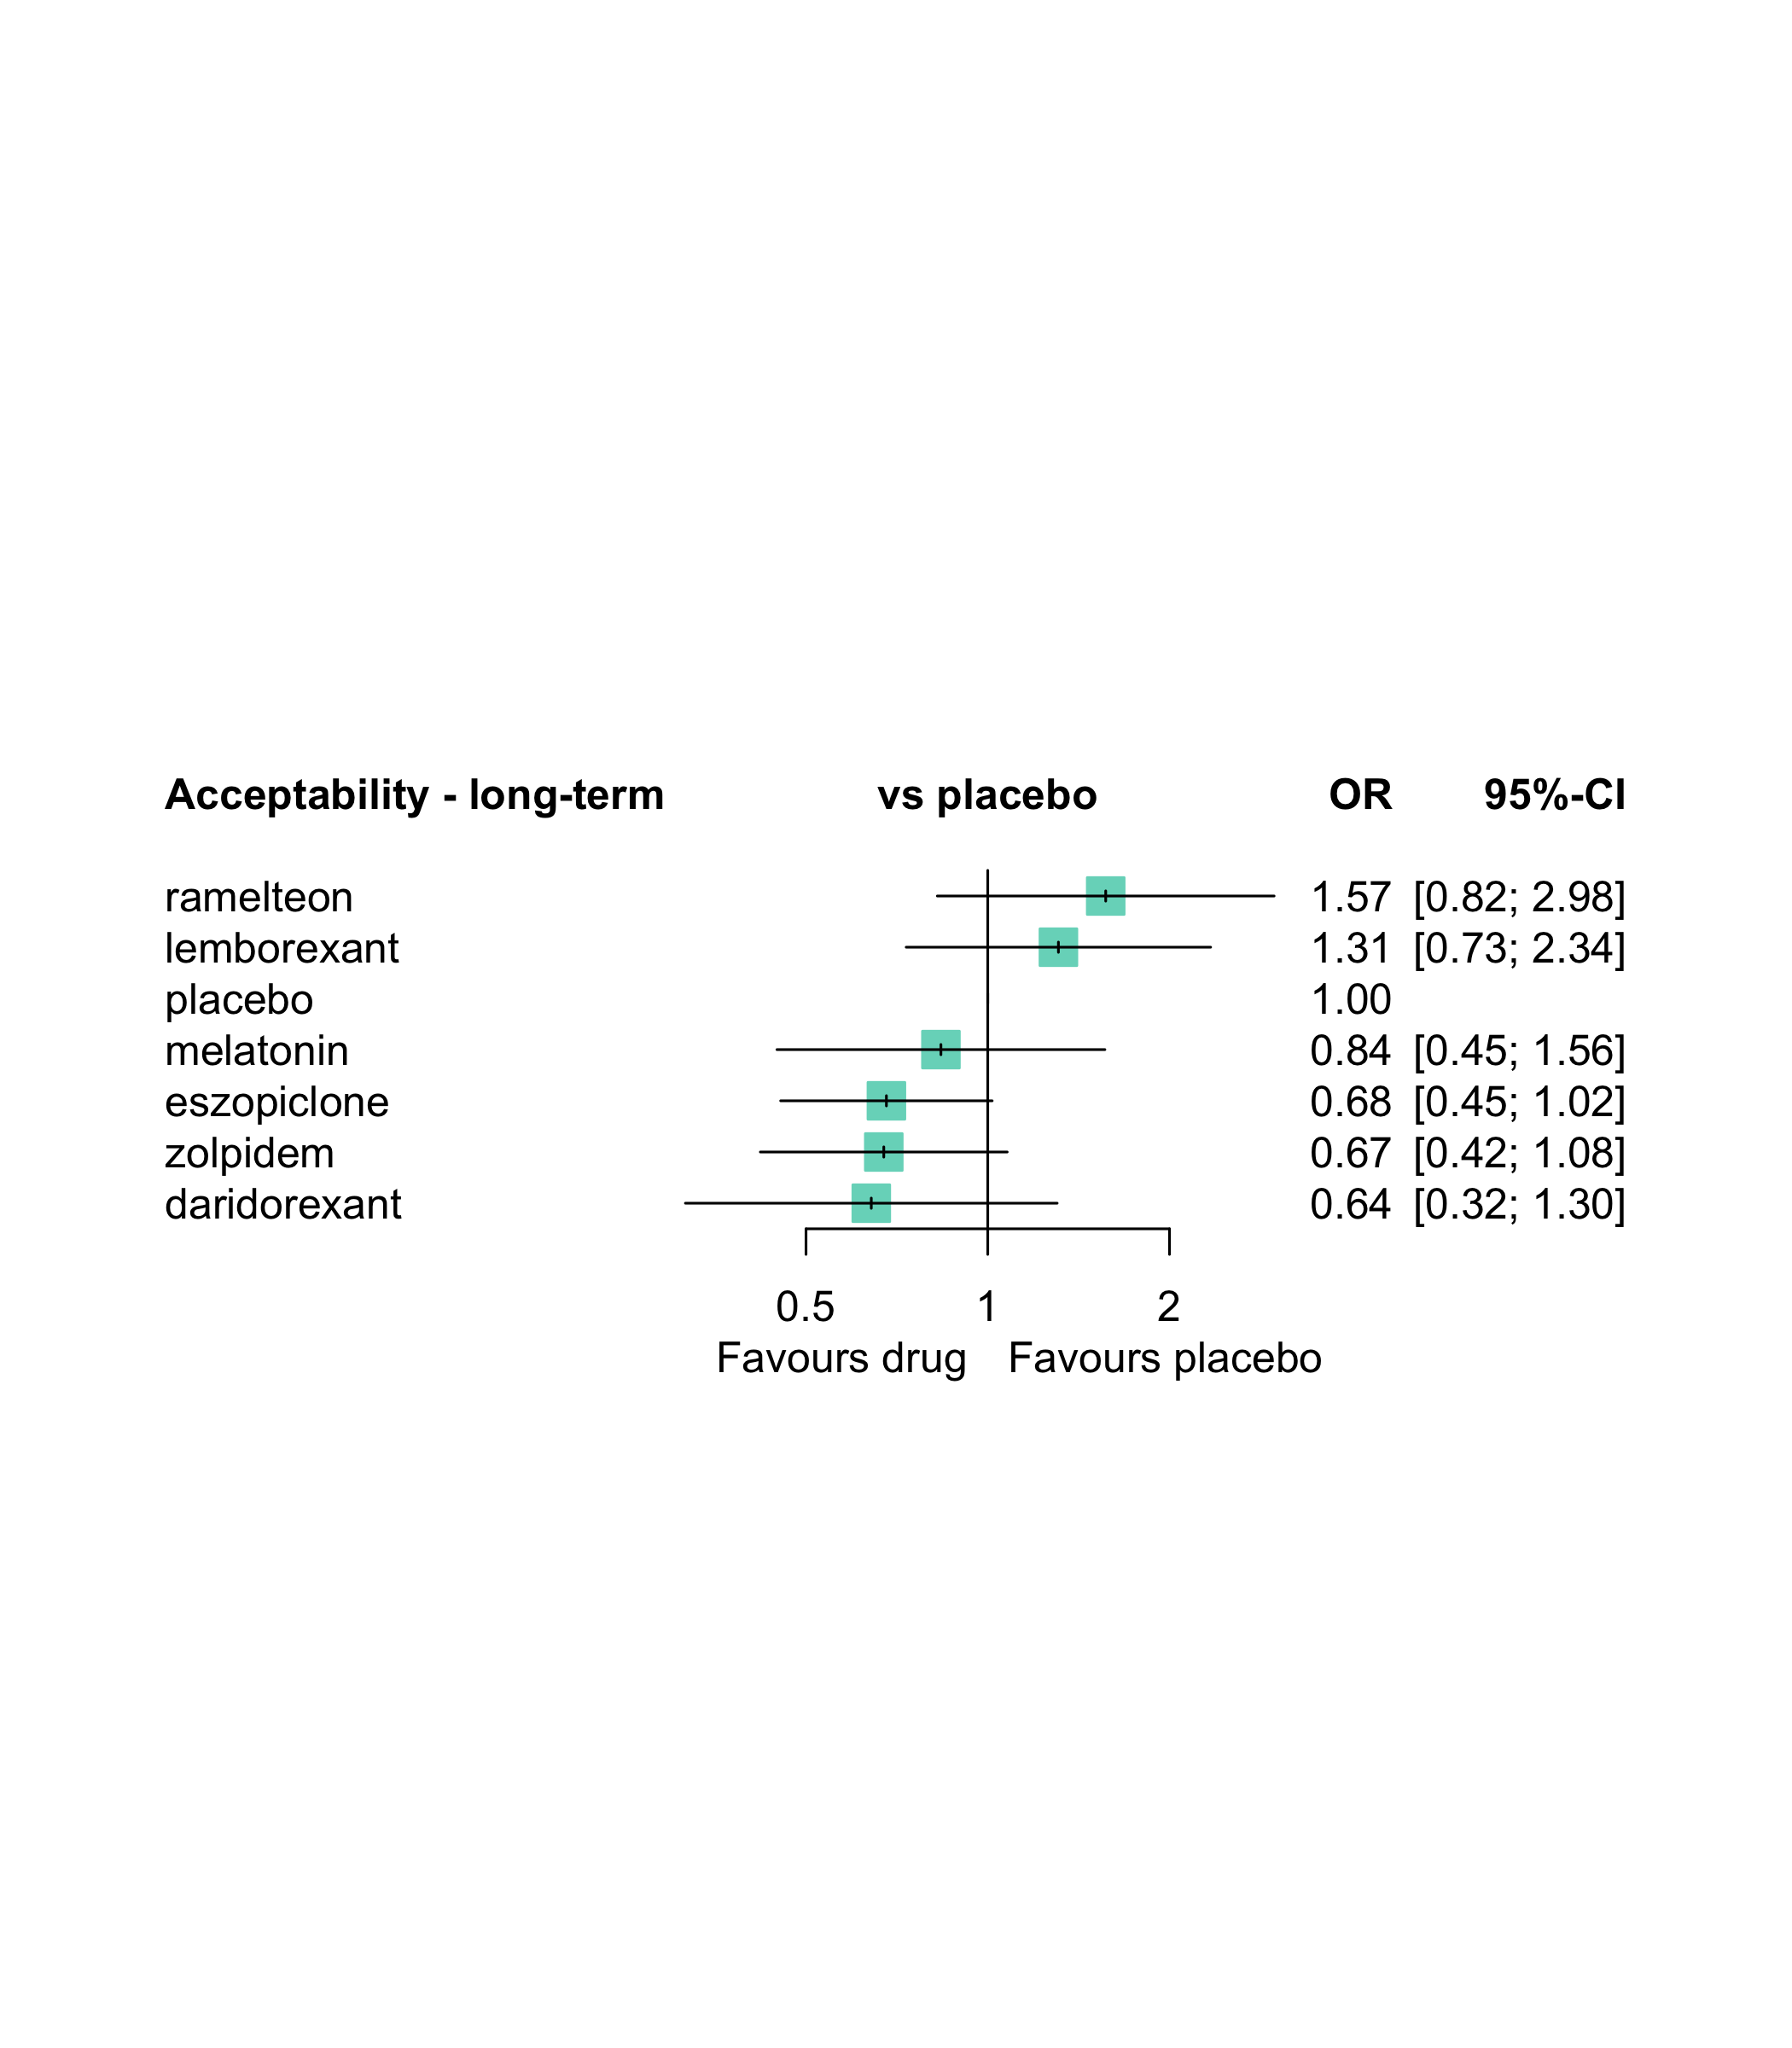 Acceptability - long-term vs placebo OR 95%-CI
ramelteon 1.57 [0.82; 2.98]
lemborexant 1.31 [0.73; 2.34]
placebo 1.00
melatonin 0.84 [0.45; 1.56]
eszopiclone 0.68 [0.45; 1.02]
zolpidem 0.67 [0.42; 1.08]
daridorexant 0.64 [0.32; 1.30]
0.5 1 2
Favours drug Favours placebo